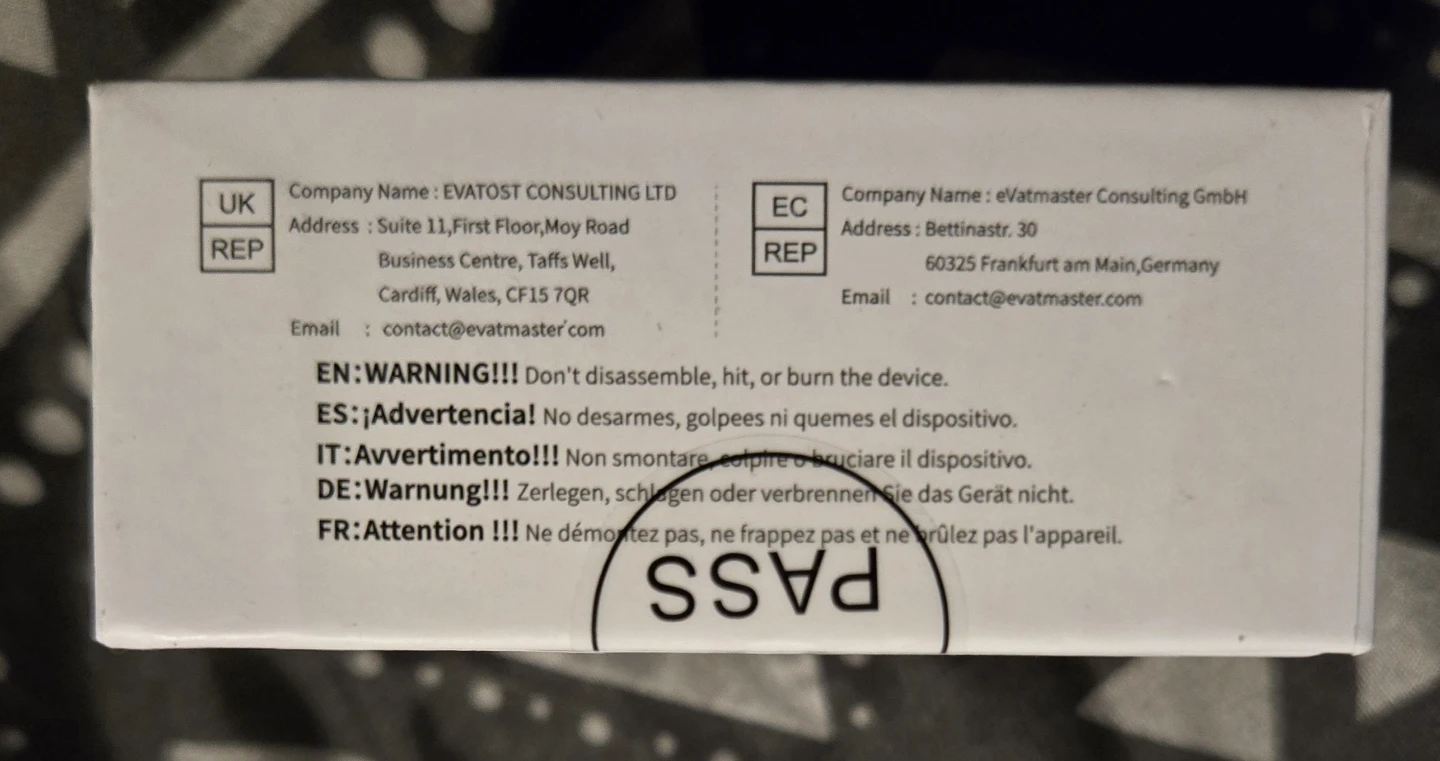 UK
REP
Company Name : EVATOST CONSULTING LTD
Address : Suite 11,First Floor,Moy Road
Business Centre, Taffs Well,
Cardiff, Wales, CF15 7QR
Email : contact@evatmaster.com
EC
REP
Company Name : eVatmaster Consulting GmbH
Address : Bettinastr. 30
60325 Frankfurt am Main,Germany
Email : contact@evatmaster.com
EN:WARNING!!! Don't disassemble, hit, or burn the device.
ES:¡Advertencia! No desarmes, golpees ni quemes el dispositivo.
IT:Avvertimento!!! Non smontare, colpire o bruciare il dispositivo.
DE:Warnung!!! Zerlegen, schlagen oder verbrennen Sie das Gerät nicht.
FR:Attention !!! Ne démontez pas, ne frappez pas et ne brûlez pas l'appareil.
PASS